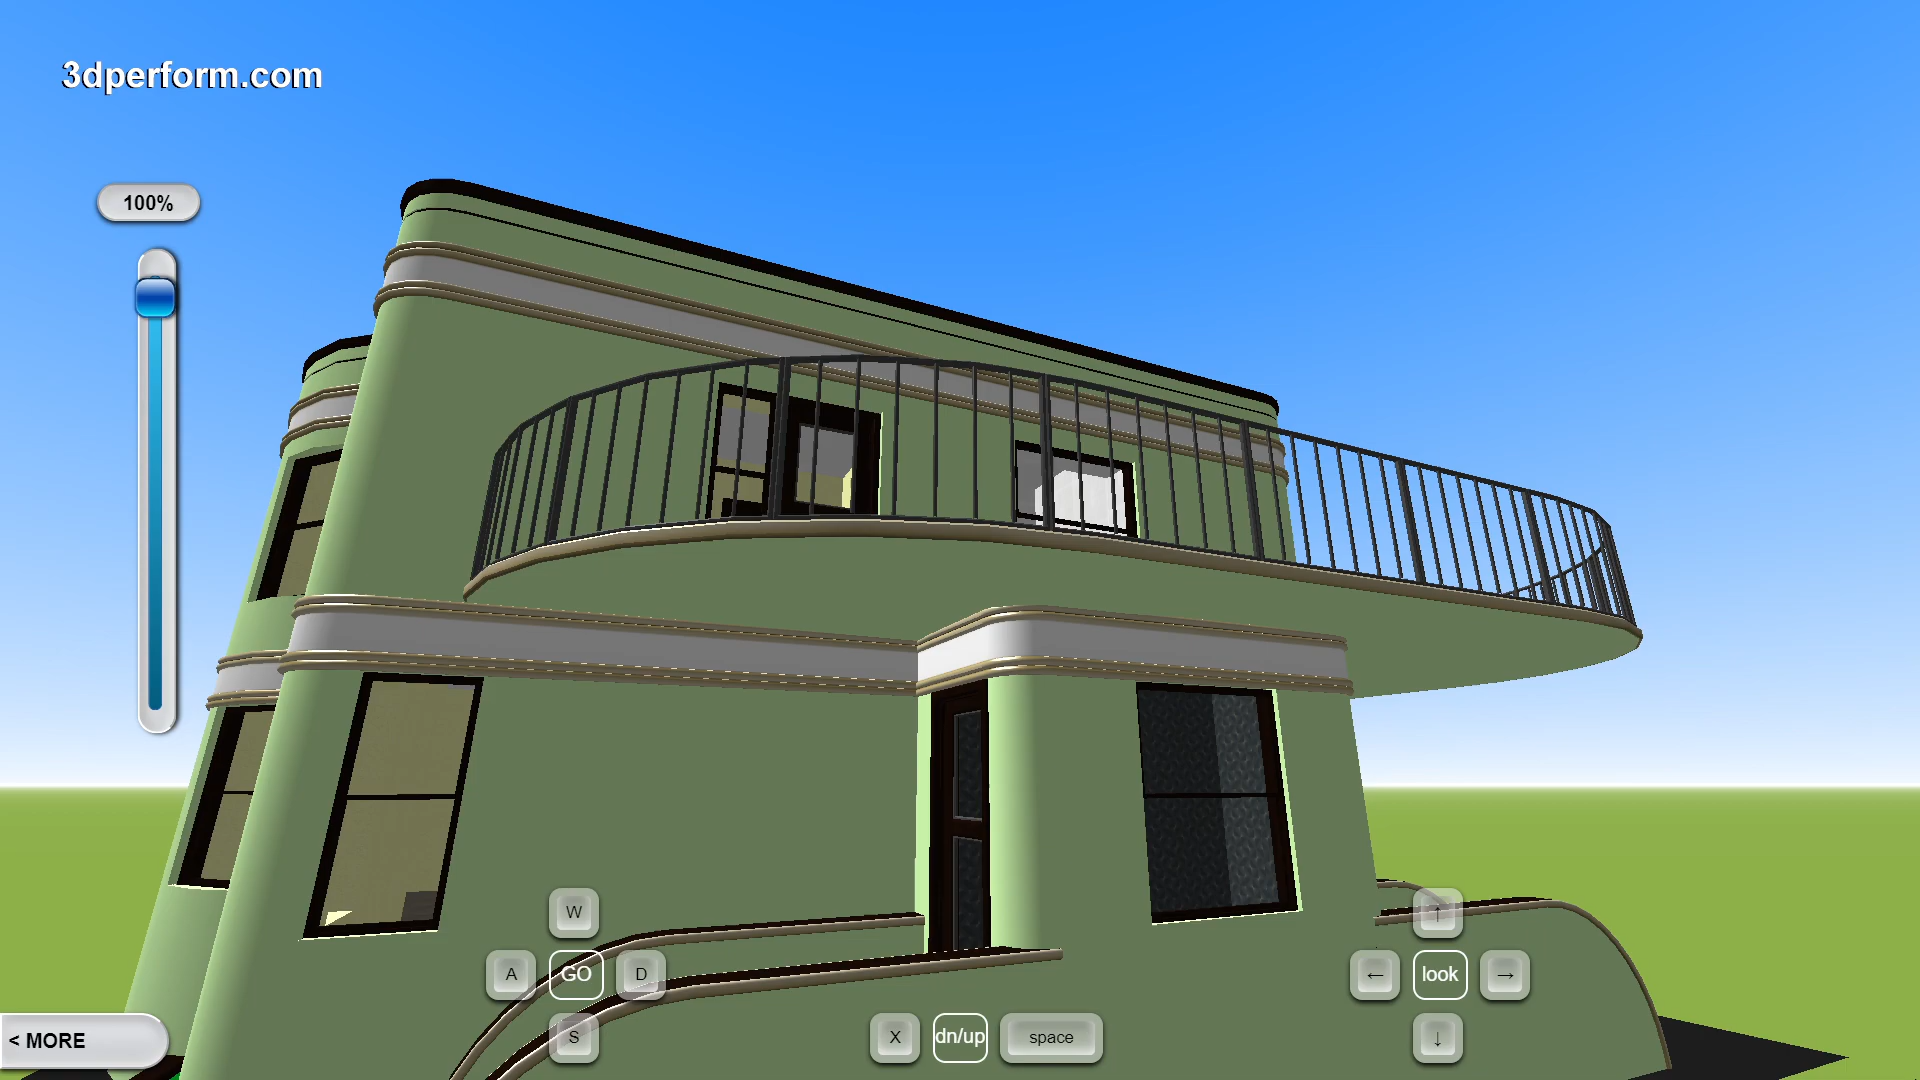 3dperform.com
100%
W
A GO D
S
X dn/up space
↑
← look →
↓
< MORE